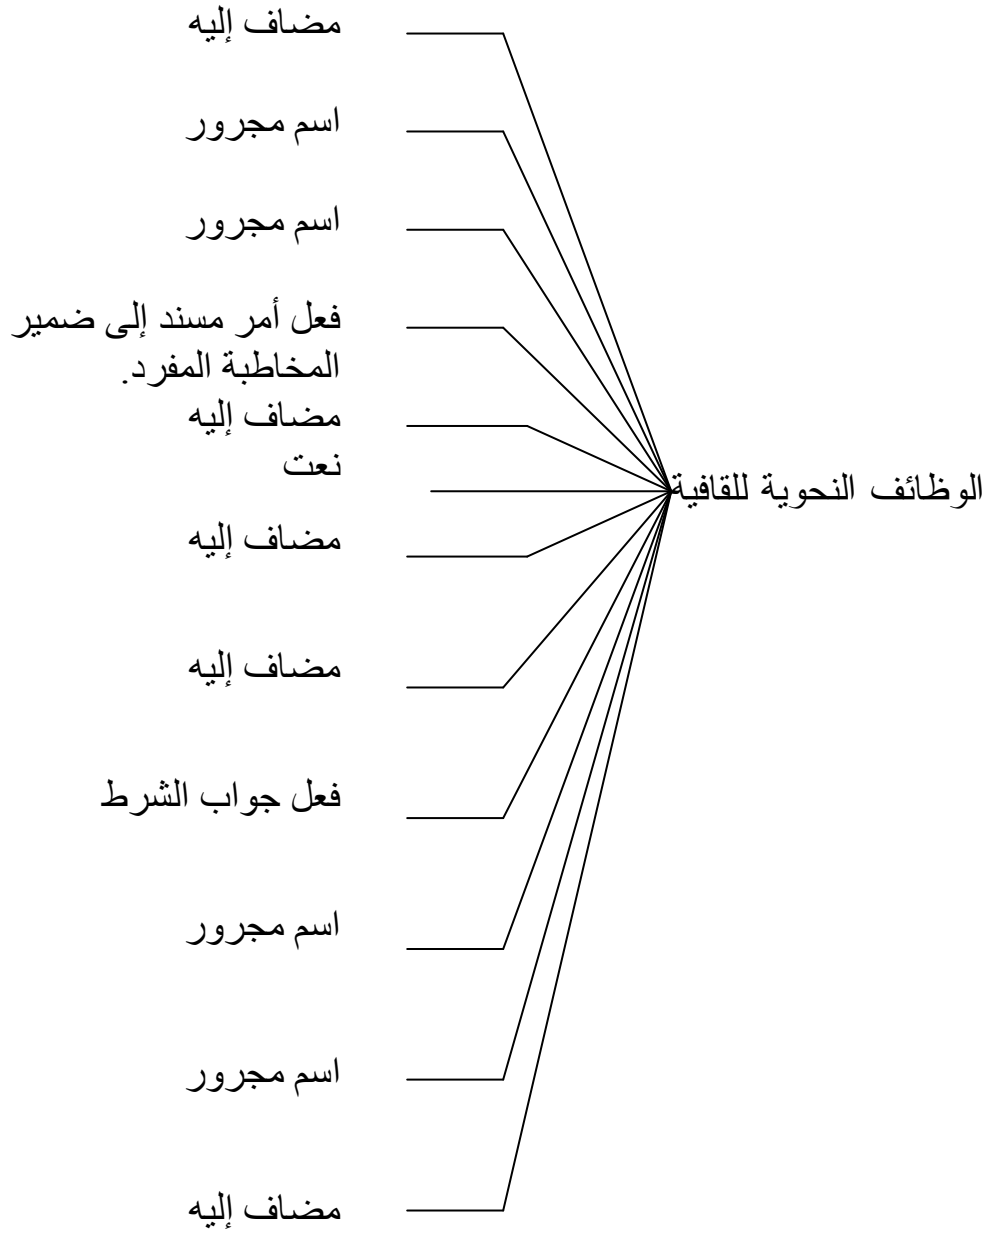 مضاف إليه
اسم مجرور
اسم مجرور
فعل أمر مسند إلى ضمير
المخاطبة المفرد.
مضاف إليه
نعت
الوظائف النحوية للقافية
مضاف إليه
مضاف إليه
فعل جواب الشرط
اسم مجرور
اسم مجرور
مضاف إليه